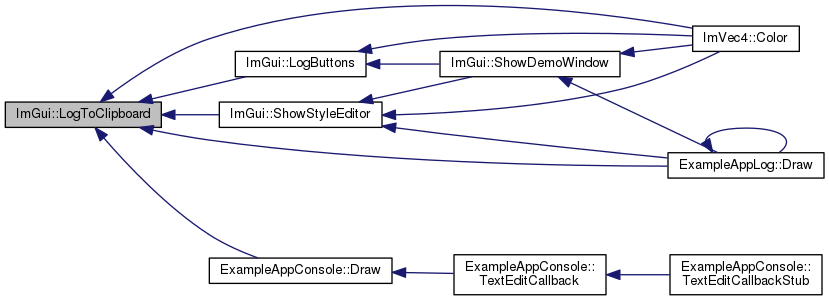 ImVec4::Color
ImGui::LogButtons
ImGui::ShowDemoWindow
ImGui::LogToClipboard
ImGui::ShowStyleEditor
ExampleAppLog::Draw
ExampleAppConsole::Draw
ExampleAppConsole::
TextEditCallback
ExampleAppConsole::
TextEditCallbackStub